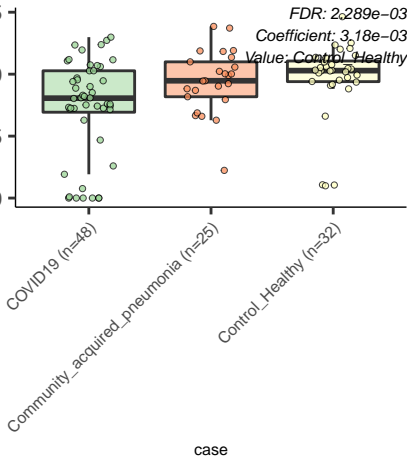 FDR: 2.289e−03
Coefficient: 3.18e−03
Value: Control_Healthy
COVID19 (n=48)
Community_acquired_pneumonia (n=25)
Control_Healthy (n=32)
case